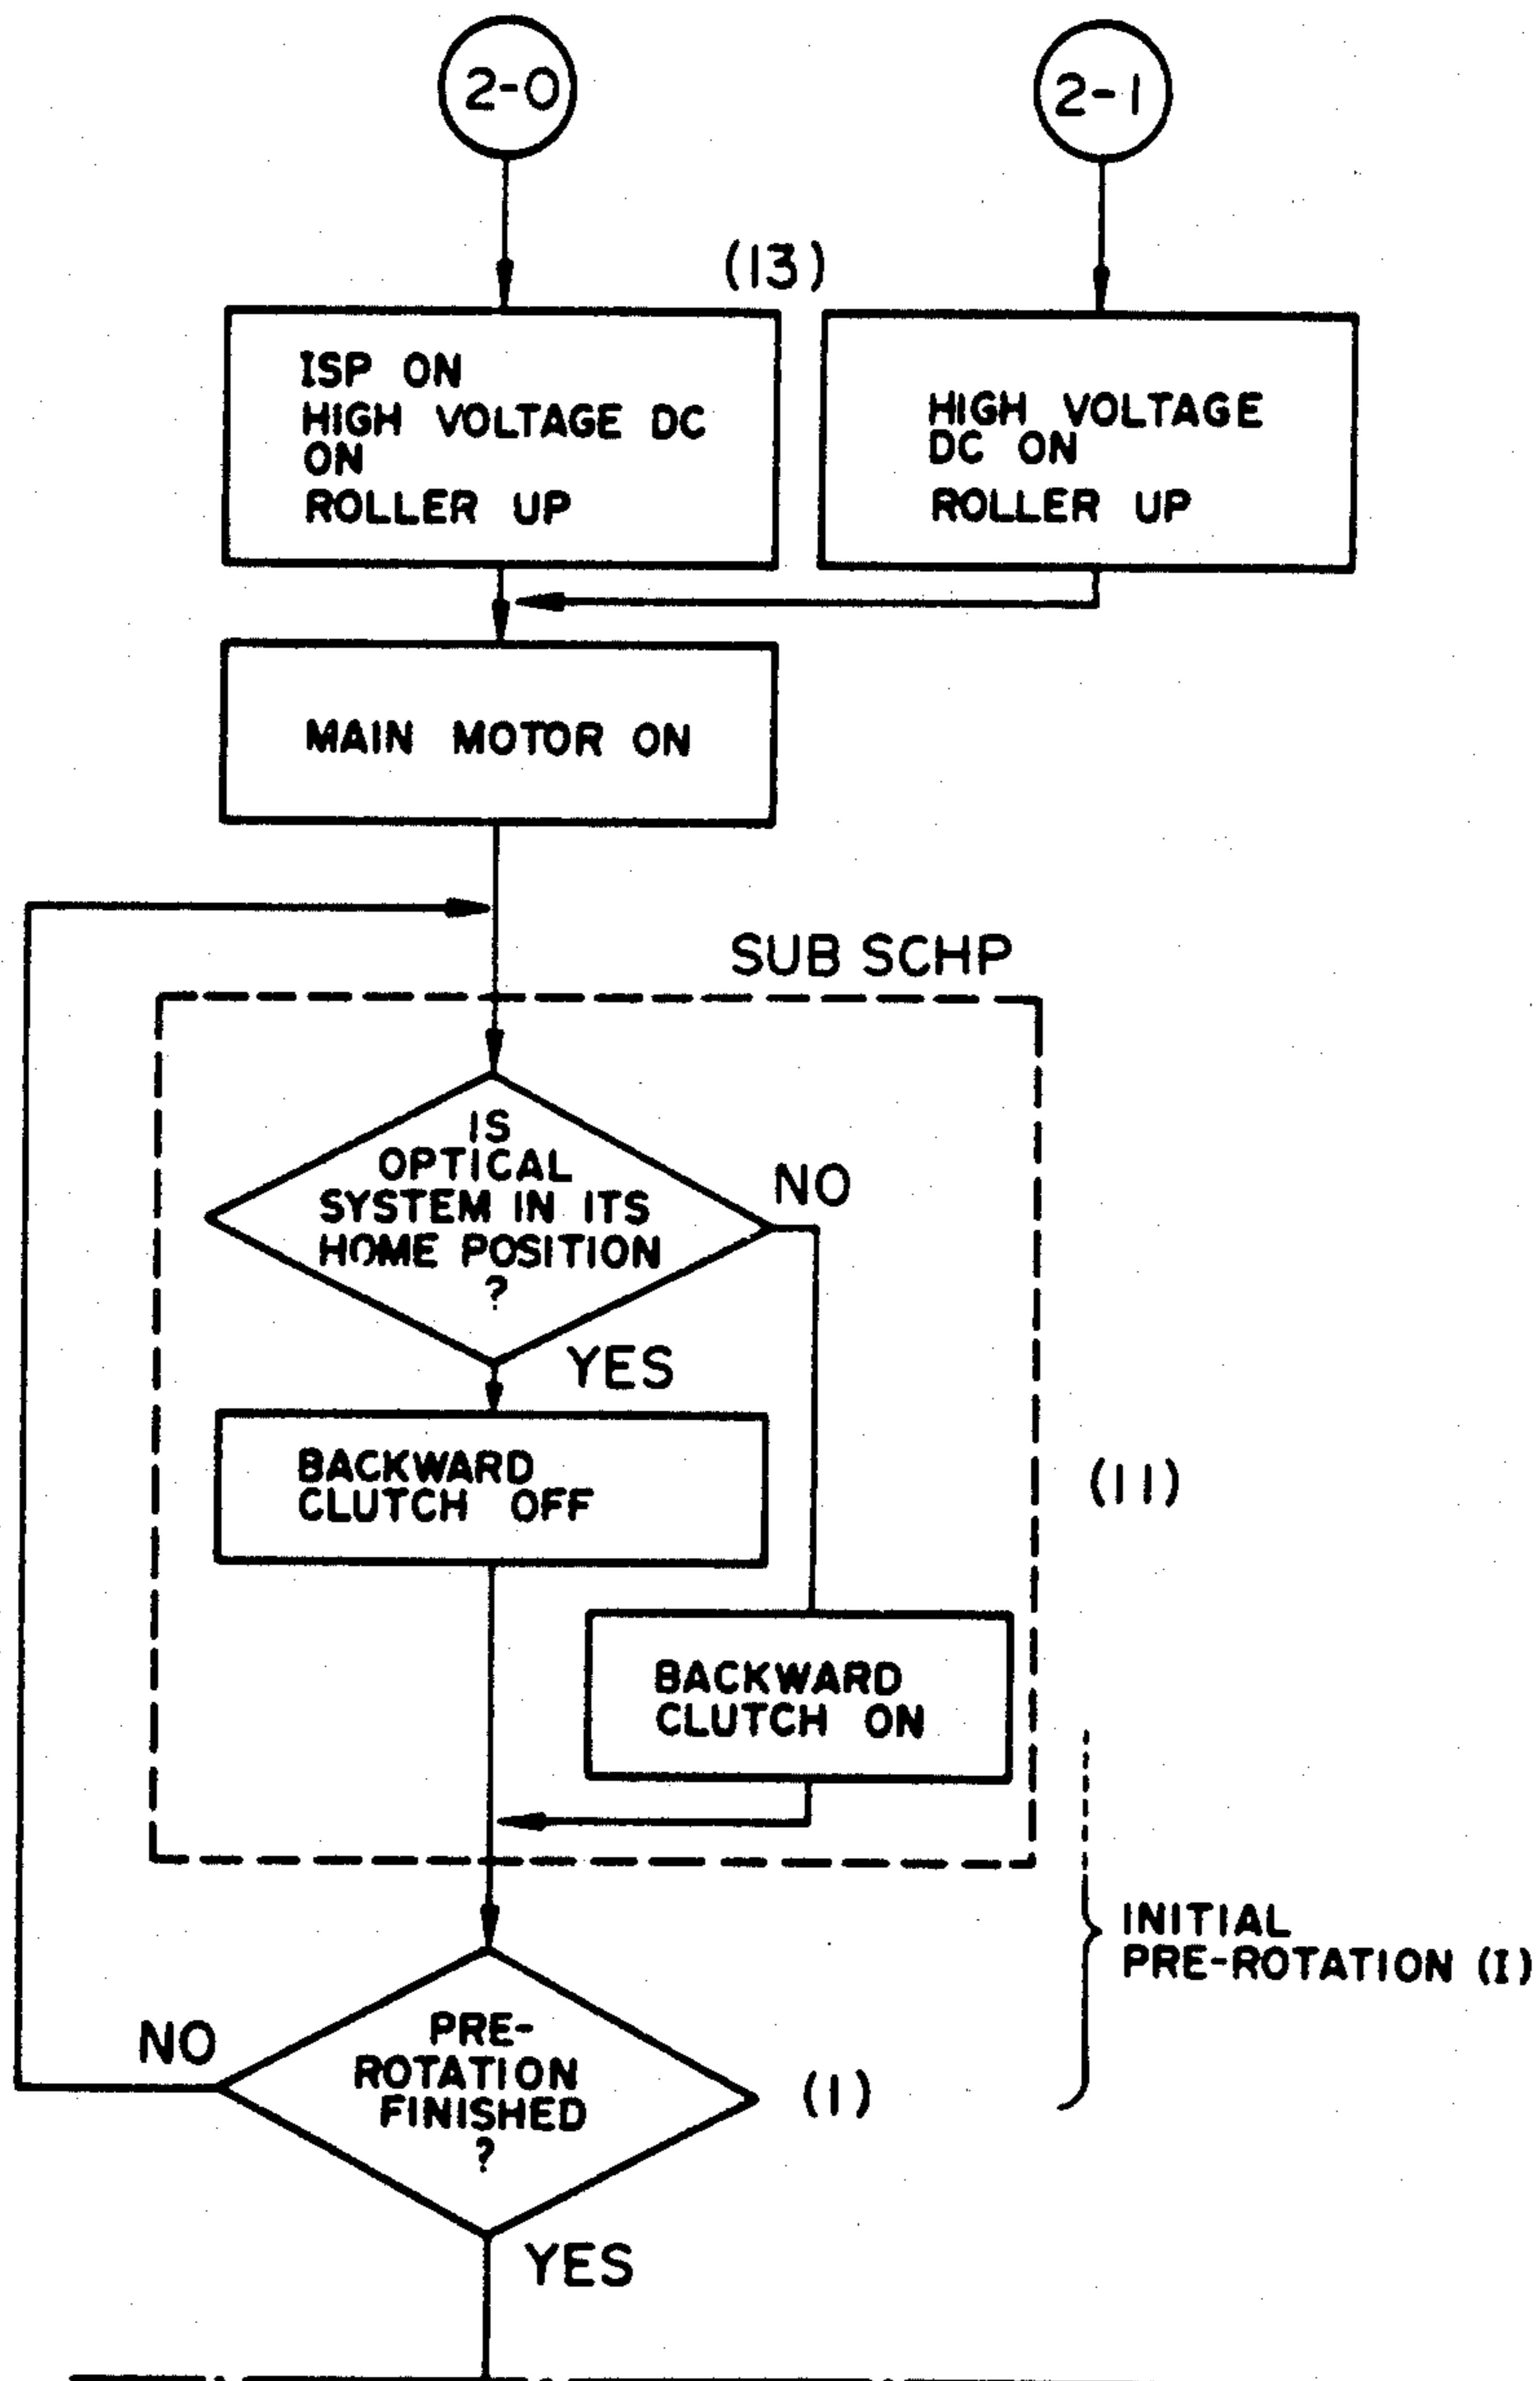 2-0
2-1
(13)
ISP ON
HIGH VOLTAGE DC
ON
ROLLER UP
HIGH VOLTAGE
DC ON
ROLLER UP
MAIN MOTOR ON
SUB SCHP
IS
OPTICAL
SYSTEM IN ITS
HOME POSITION
?
NO
YES
BACKWARD
CLUTCH OFF
(11)
BACKWARD
CLUTCH ON
INITIAL
PRE-ROTATION (I)
PRE-
ROTATION
FINISHED
?
NO
(1)
YES